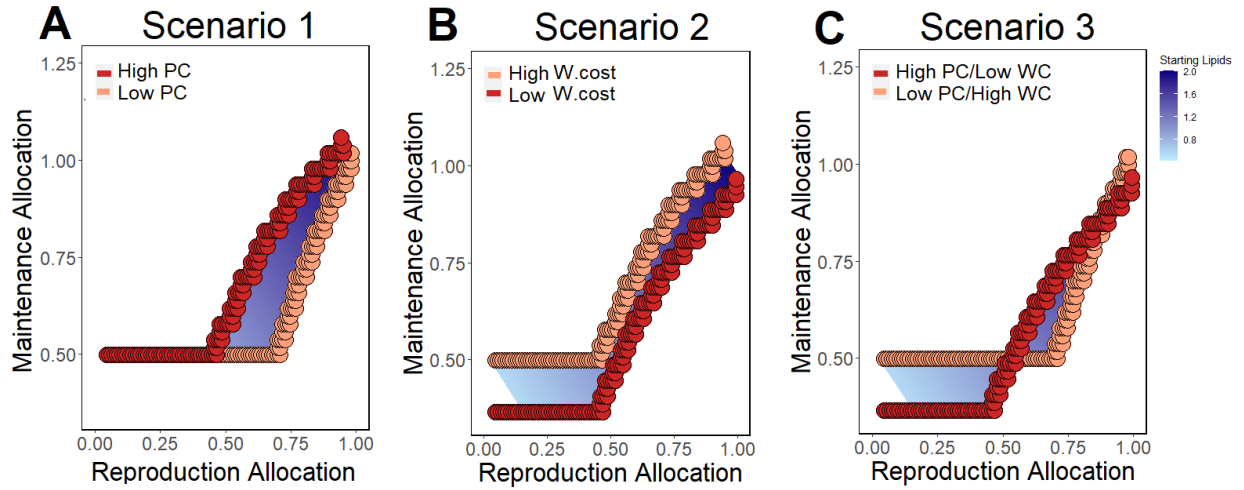 A Scenario 1
High PC
Low PC
1.25
1.00
0.75
0.50
Maintenance Allocation
0.00 0.25 0.50 0.75 1.00
Reproduction Allocation
B Scenario 2
High W.cost
Low W.cost
1.25
1.00
0.75
0.50
Maintenance Allocation
0.00 0.25 0.50 0.75 1.00
Reproduction Allocation
C Scenario 3
High PC/Low WC
Low PC/High WC
1.25
1.00
0.75
0.50
Maintenance Allocation
0.00 0.25 0.50 0.75 1.00
Reproduction Allocation
Starting Lipids
2.0
1.6
1.2
0.8